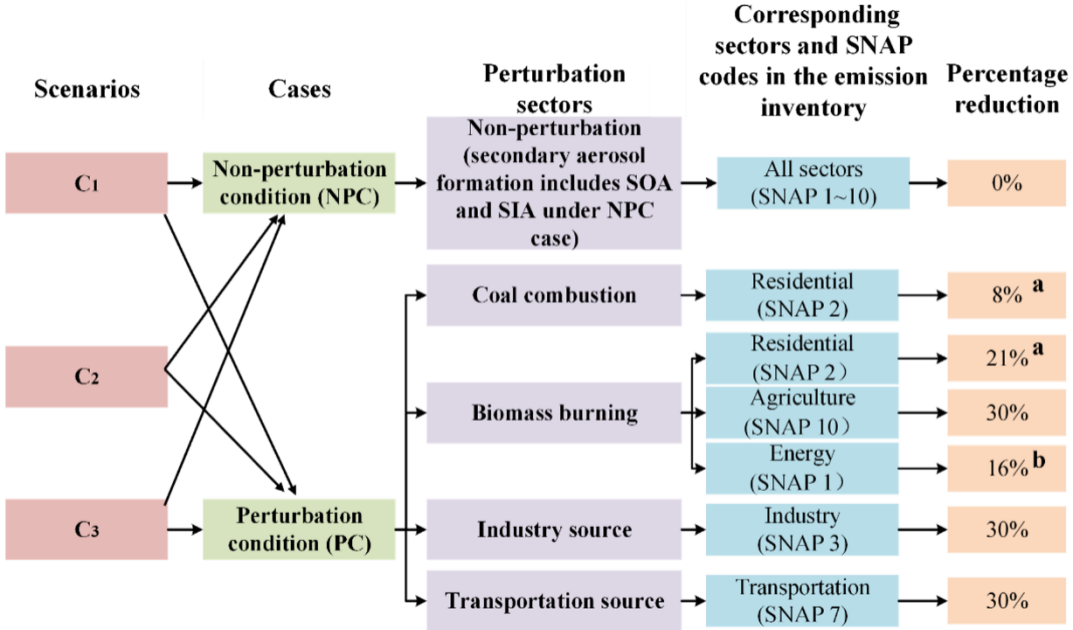 Scenarios
Cases
Perturbation
sectors
Corresponding
sectors and SNAP
codes in the emission
inventory
Percentage
reduction
C1
Non-perturbation
condition (NPC)
Non-perturbation
(secondary aerosol
formation includes SOA
and SIA under NPC
case)
All sectors
(SNAP 1~10)
0%
Coal combustion
Residential
(SNAP 2)
8% a
C2
Biomass burning
Residential
(SNAP 2）
21% a
Agriculture
(SNAP 10）
30%
Energy
(SNAP 1）
16% b
C3
Perturbation
condition (PC)
Industry source
Industry
(SNAP 3)
30%
Transportation source
Transportation
(SNAP 7)
30%